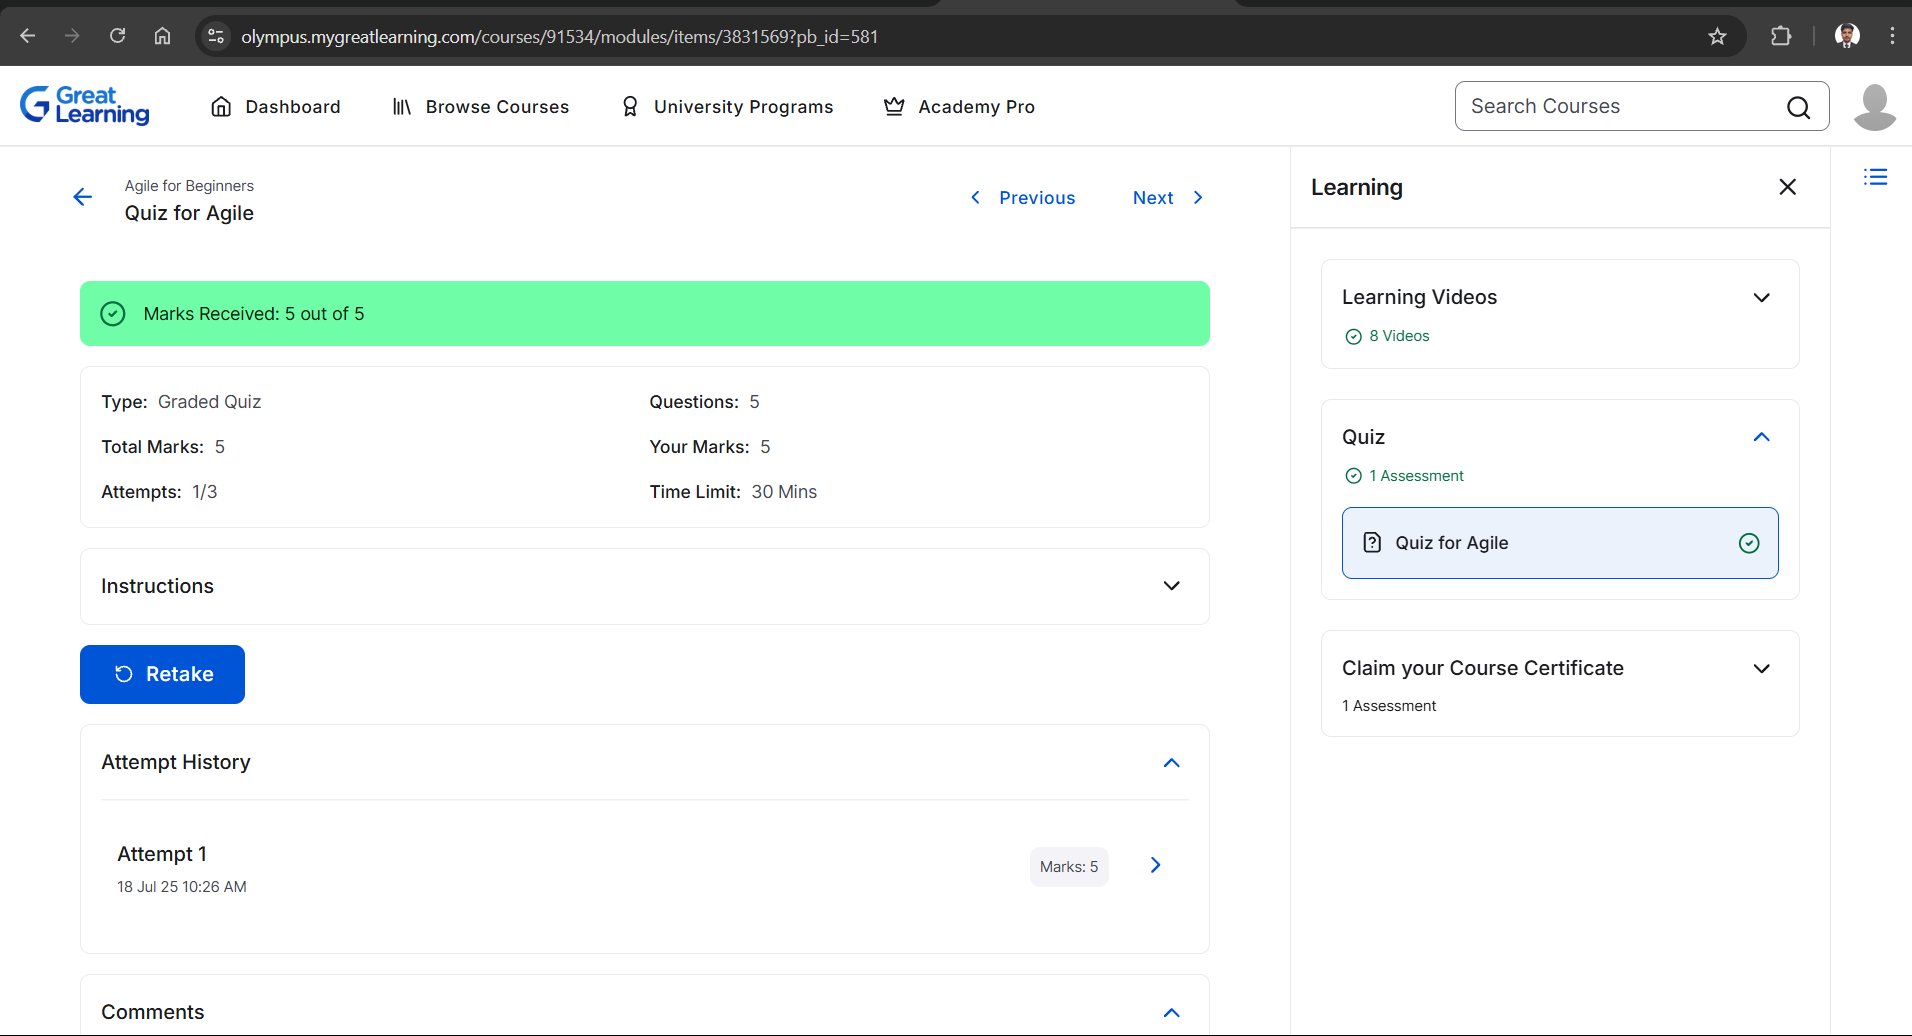 olympus.mygreatlearning.com/courses/91534/modules/items/3831569?pb_id=581
Great Learning
Dashboard
Browse Courses
University Programs
Academy Pro
Search Courses
Agile for Beginners
Quiz for Agile
Previous
Next
Marks Received: 5 out of 5
Type: Graded Quiz
Questions: 5
Total Marks: 5
Your Marks: 5
Attempts: 1/3
Time Limit: 30 Mins
Instructions
Retake
Attempt History
Attempt 1
18 Jul 25 10:26 AM
Marks: 5
Comments
Learning
Learning Videos
8 Videos
Quiz
1 Assessment
Quiz for Agile
Claim your Course Certificate
1 Assessment